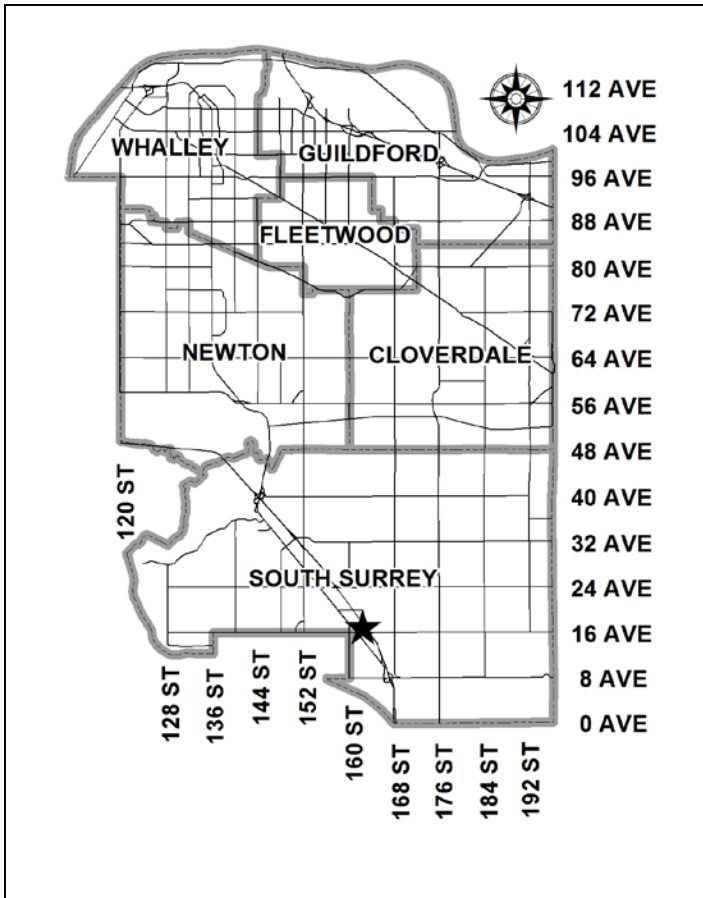 112 AVE
104 AVE
WHALLEY
GUILDFORD
96 AVE
88 AVE
FLEETWOOD
80 AVE
72 AVE
NEWTON
CLOVERDALE
64 AVE
56 AVE
48 AVE
120 ST
40 AVE
32 AVE
SOUTH SURREY
24 AVE
16 AVE
8 AVE
0 AVE
128 ST
136 ST
144 ST
152 ST
160 ST
168 ST
176 ST
184 ST
192 ST